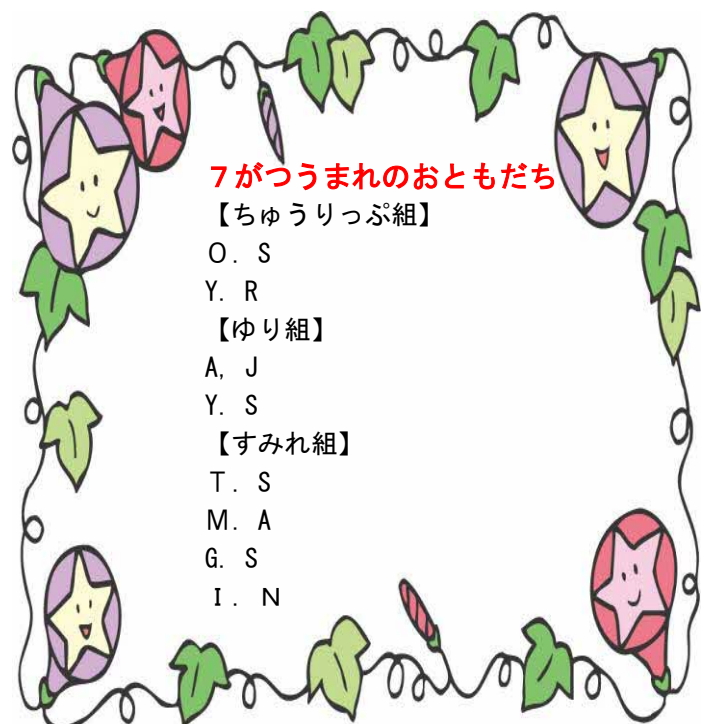 ７がつうまれのおともだち
【ちゅうりっぷ組】
Ｏ．S
Y．R
【ゆり組】
A，J
Y．S
【すみれ組】
Ｔ．S
M．A
G．S
Ｉ．Ｎ